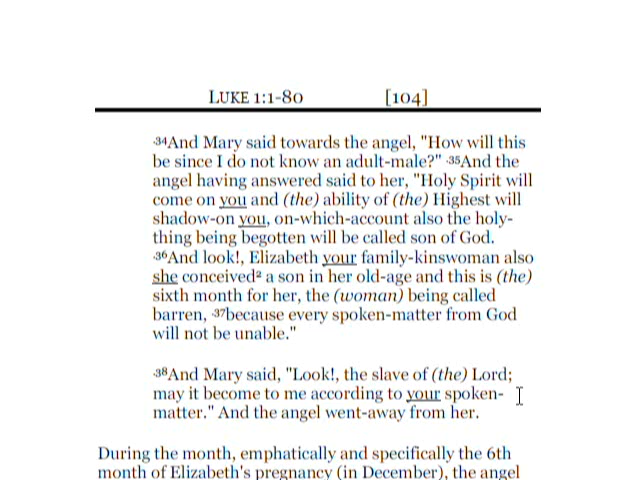 LUKE 1:1-80 [104]
34And Mary said towards the angel, "How will this
be since I do not know an adult-male?" 35And the
angel having answered said to her, "Holy Spirit will
come on you and (the) ability of (the) Highest will
shadow-on you, on-which-account also the holy-
thing being begotten will be called son of God.
36And look!, Elizabeth your family-kinswoman also
she conceived² a son in her old-age and this is (the)
sixth month for her, the (woman) being called
barren, 37because every spoken-matter from God
will not be unable."
38And Mary said, "Look!, the slave of (the) Lord;
may it become to me according to your spoken-
matter." And the angel went-away from her.
During the month, emphatically and specifically the 6th
month of Elizabeth's pregnancy (in December), the angel